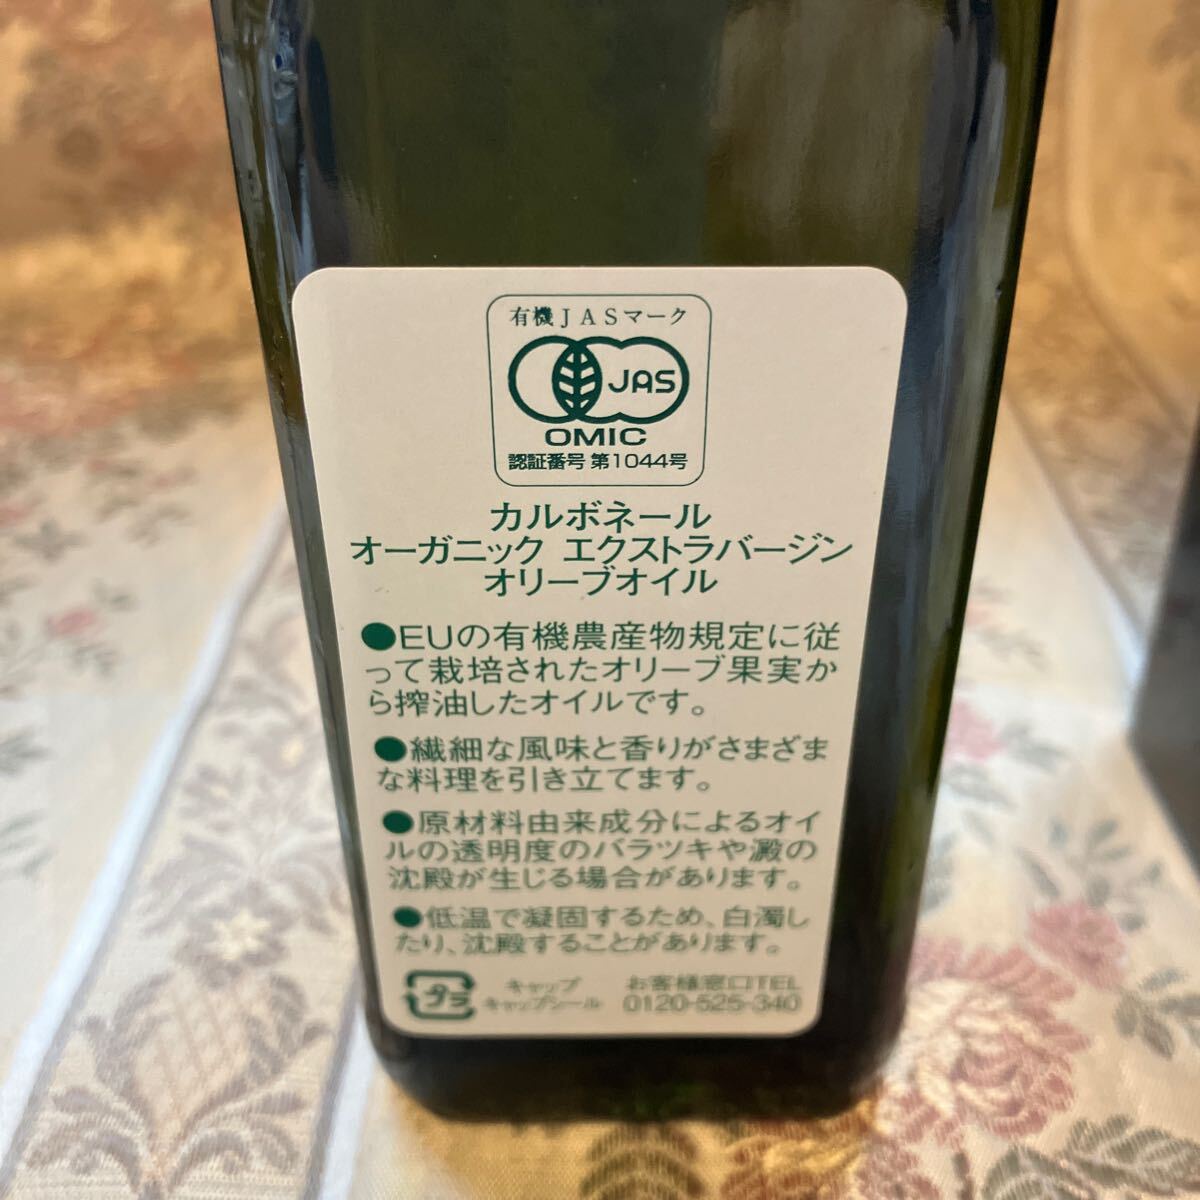 有機JASマーク
JAS
OMIC
認証番号 第1044号
カルボネール
オーガニック エクストラバージン
オリーブオイル
●EUの有機農産物規定に従
って栽培されたオリーブ果実か
ら搾油したオイルです。
●繊細な風味と香りがさまざま
な料理を引き立てます。
●原材料由来成分によるオイ
ルの透明度のバラツキや澱の
沈殿が生じる場合があります。
●低温で凝固するため、白濁し
たり、沈殿することがあります。
プラ
キャップ
キャップシール
お客様窓口TEL
0120-525-340